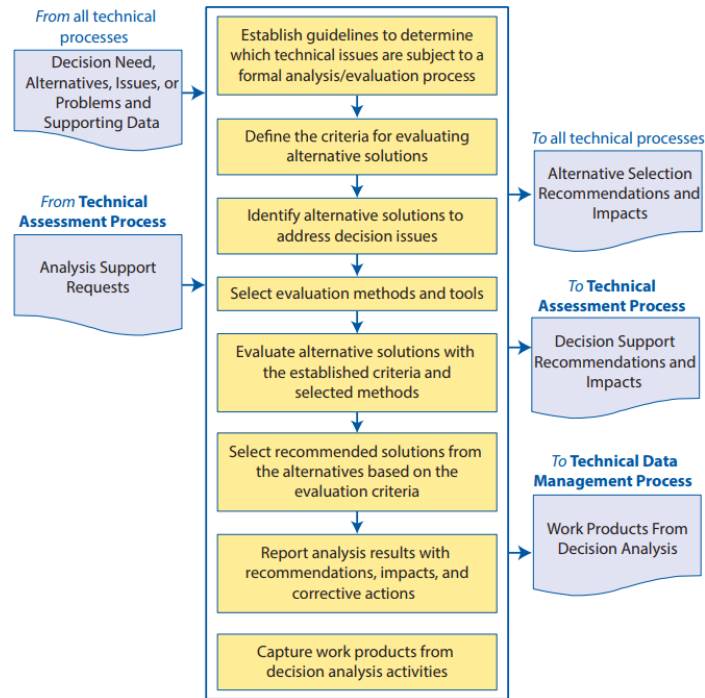 From all technical
processes
Decision Need,
Alternatives, Issues, or
Problems and
Supporting Data
From Technical
Assessment Process
Analysis Support
Requests
Establish guidelines to determine
which technical issues are subject to a
formal analysis/evaluation process
Define the criteria for evaluating
alternative solutions
Identify alternative solutions to
address decision issues
Select evaluation methods and tools
Evaluate alternative solutions with
the established criteria and
selected methods
Select recommended solutions from
the alternatives based on the
evaluation criteria
Report analysis results with
recommendations, impacts, and
corrective actions
Capture work products from
decision analysis activities
To all technical processes
Alternative Selection
Recommendations and
Impacts
To Technical
Assessment Process
Decision Support
Recommendations and
Impacts
To Technical Data
Management Process
Work Products From
Decision Analysis